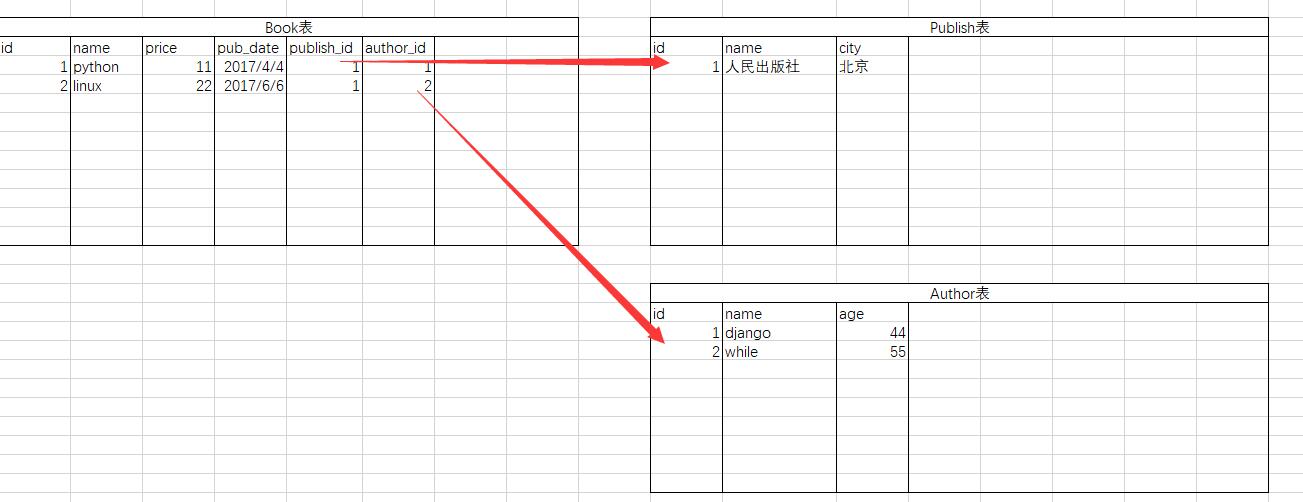 Book表
id name price pub_date publish_id author_id
1 python 11 2017/4/4 1 1
2 linux 22 2017/6/6 1 2
Publish表
id name city
1 人民出版社 北京
Author表
id name age
1 django 44
2 while 55